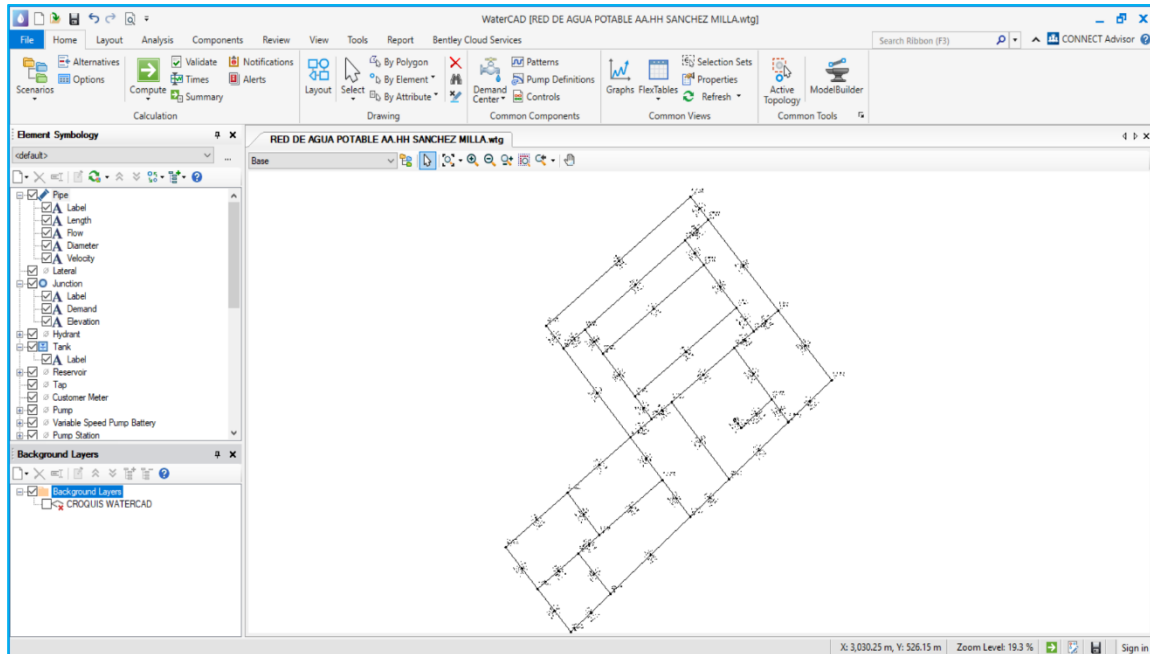 WaterCAD [RED DE AGUA POTABLE AA.HH SANCHEZ MILLA.wtg]
File Home Layout Analysis Components Review View Tools Report Bentley Cloud Services
Search Ribbon (F3)
CONNECT Advisor
Scenarios
Alternatives
Options
Compute
Validate
Times
Summary
Notifications
Alerts
Calculation
Layout
Select
By Polygon
By Element
By Attribute
Drawing
Demand Center
Patterns
Pump Definitions
Controls
Common Components
Graphs
FlexTables
Selection Sets
Properties
Refresh
Common Views
Active Topology
ModelBuilder
Common Tools
Element Symbology
<default>
Pipe
Label
Length
Flow
Diameter
Velocity
Lateral
Junction
Label
Demand
Elevation
Hydrant
Tank
Label
Reservoir
Tap
Customer Meter
Pump
Variable Speed Pump Battery
Pump Station
Background Layers
Background Layers
CROQUIS WATERCAD
RED DE AGUA POTABLE AA.HH SANCHEZ MILLA.wtg
Base
X: 3,030.25 m, Y: 526.15 m
Zoom Level: 19.3 %
Sign in